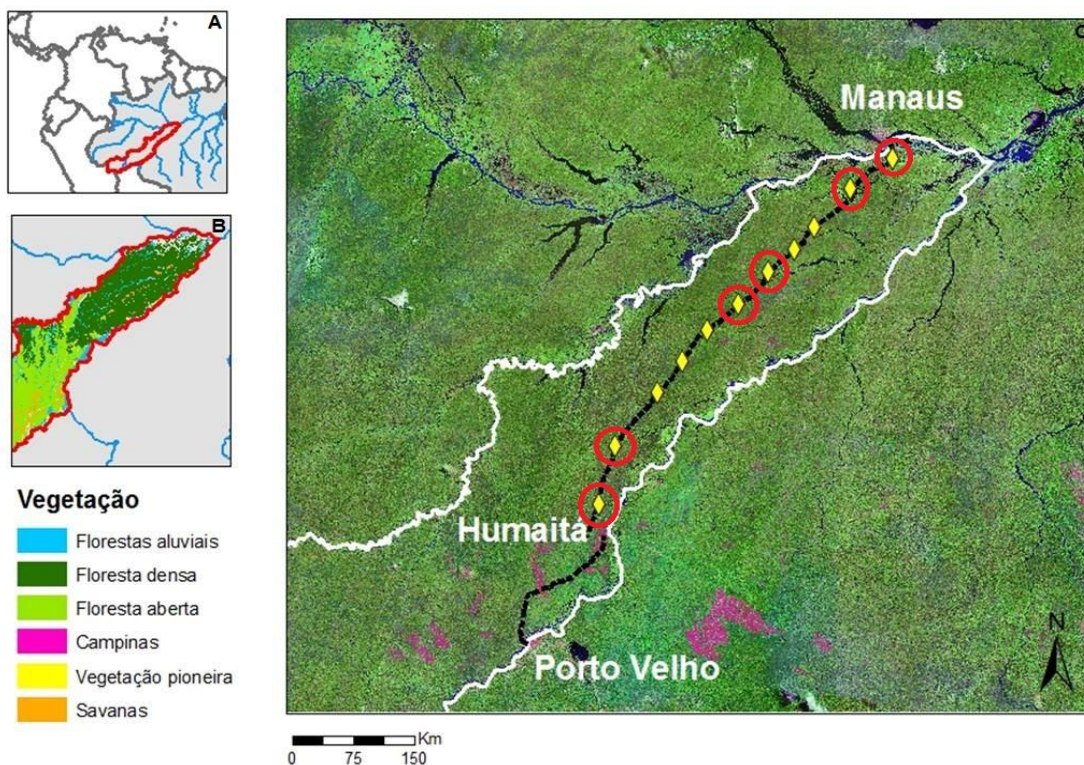 A
B
Vegetação
Florestas aluviais
Floresta densa
Floresta aberta
Campinas
Vegetação pioneira
Savanas
C
Manaus
Humaitá
Porto Velho
N
Km
0 75 150